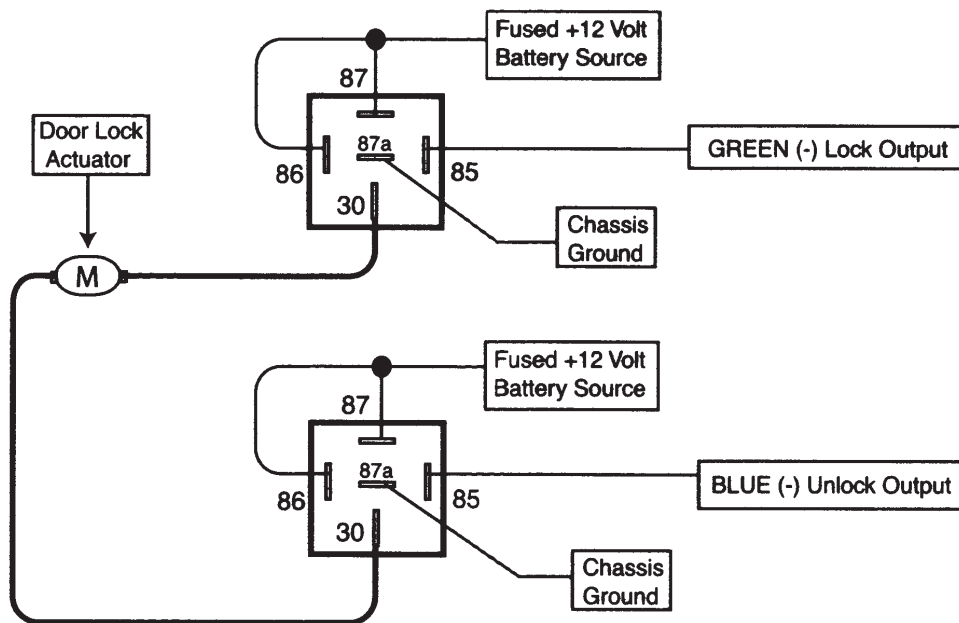 Fused +12 Volt
Battery Source
87
Door Lock
Actuator
87a
86
85
GREEN (-) Lock Output
30
Chassis
Ground
M
Fused +12 Volt
Battery Source
87
87a
86
85
BLUE (-) Unlock Output
30
Chassis
Ground